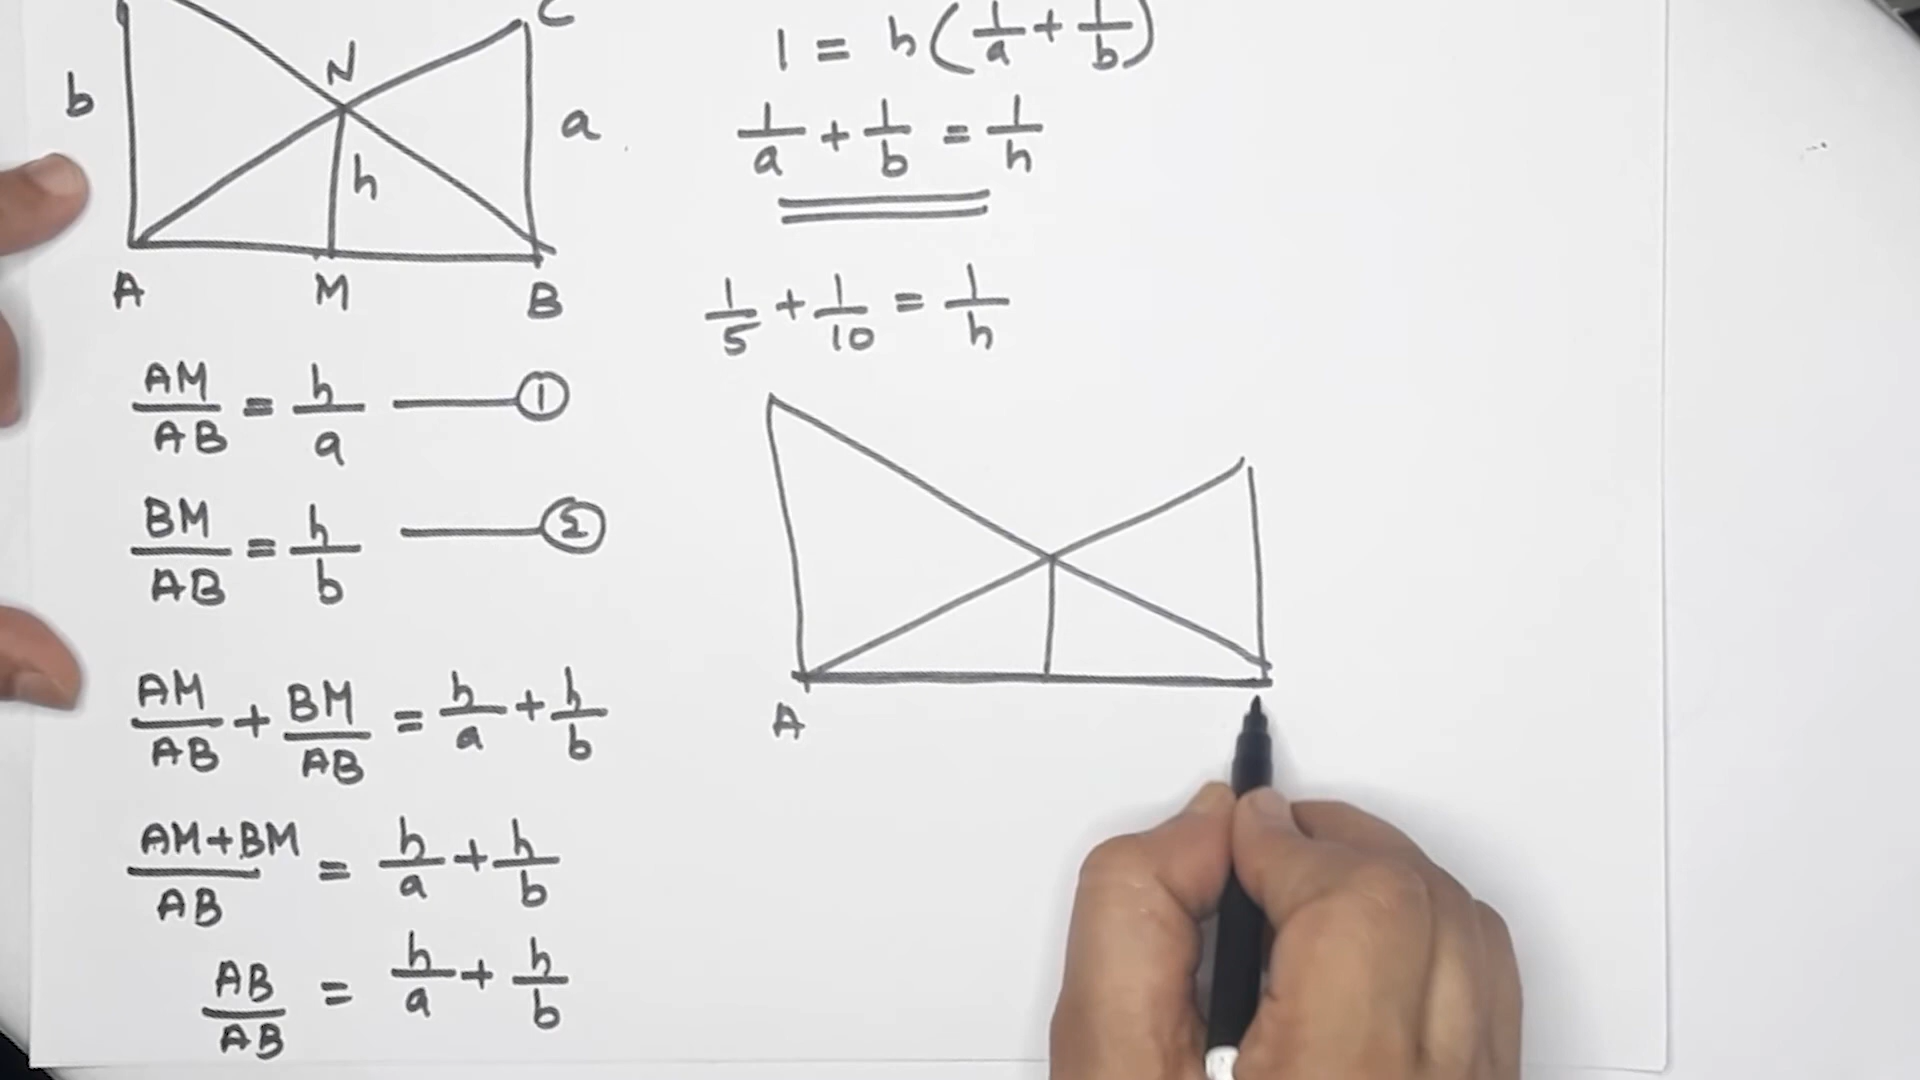 C
N
b
a
h
A M B
AM/AB = h/a ——— ①
BM/AB = h/b ——— ②
AM/AB + BM/AB = h/a + h/b
AM+BM/AB = h/a + h/b
AB/AB = h/a + h/b
1 = h(1/a + 1/b)
1/a + 1/b = 1/h
1/5 + 1/10 = 1/h
A